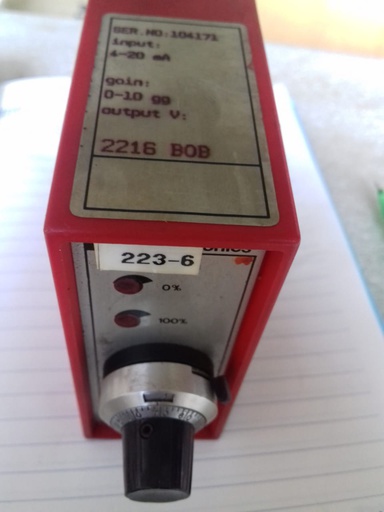 SER.NO:104171
input:
4-20 mA
gain:
0-10 gg
output V:
2216 BOB
223-6
0%
100%